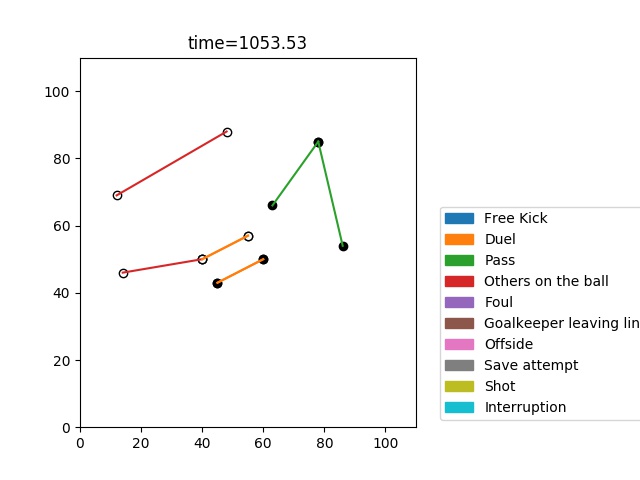 time=1053.53
100
80
60
40
20
0
0 20 40 60 80 100
Free Kick
Duel
Pass
Others on the ball
Foul
Goalkeeper leaving lin
Offside
Save attempt
Shot
Interruption